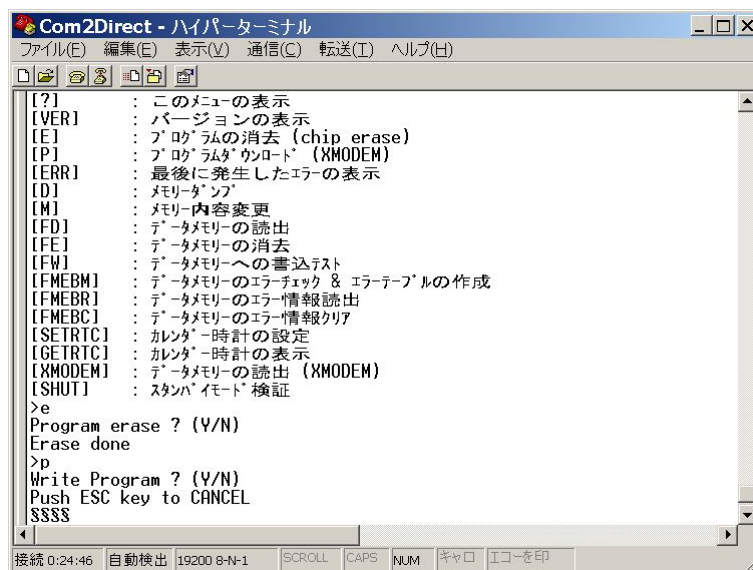 Com2Direct - ハイパーターミナル
ファイル(F) 編集(E) 表示(V) 通信(C) 転送(T) ヘルプ(H)
[?] : このﾒﾆｭｰの表示
[VER] : バージョンの表示
[E] : ﾌﾟﾛｸﾞﾗﾑの消去 (chip erase)
[P] : ﾌﾟﾛｸﾞﾗﾑﾀﾞｳﾝﾛｰﾄﾞ (XMODEM)
[ERR] : 最後に発生したｴﾗｰの表示
[D] : ﾒﾓﾘｰﾀﾞﾝﾌﾟ
[M] : ﾒﾓﾘｰ内容変更
[FD] : ﾃﾞｰﾀﾒﾓﾘｰの読出
[FE] : ﾃﾞｰﾀﾒﾓﾘｰの消去
[FW] : ﾃﾞｰﾀﾒﾓﾘｰへの書込ﾃｽﾄ
[FMEBM] : ﾃﾞｰﾀﾒﾓﾘｰのｴﾗｰﾁｪｯｸ & ｴﾗｰﾃｰﾌﾞﾙの作成
[FMEBR] : ﾃﾞｰﾀﾒﾓﾘｰのｴﾗｰ情報読出
[FMEBC] : ﾃﾞｰﾀﾒﾓﾘｰのｴﾗｰ情報ｸﾘｱ
[SETRTC] : ｶﾚﾝﾀﾞｰ時計の設定
[GETRTC] : ｶﾚﾝﾀﾞｰ時計の表示
[XMODEM] : ﾃﾞｰﾀﾒﾓﾘｰの読出 (XMODEM)
[SHUT] : ｽﾀﾝﾊﾞｲﾓｰﾄﾞ検証
>e
Program erase ? (Y/N)
Erase done
>p
Write Program ? (Y/N)
Push ESC key to CANCEL
§§§§
接続 0:24:46 自動検出 19200 8-N-1 SCROLL CAPS NUM キャロ エコーを印